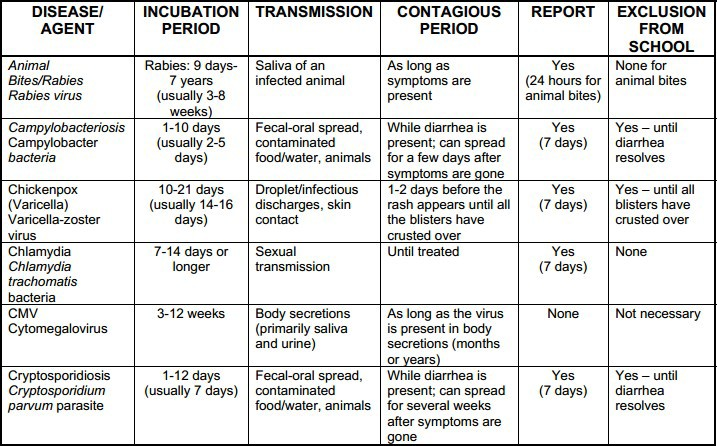 DISEASE/ AGENT | INCUBATION PERIOD | TRANSMISSION | CONTAGIOUS PERIOD | REPORT | EXCLUSION FROM SCHOOL
Animal
Bites/Rabies
Rabies virus
Rabies: 9 days-
7 years
(usually 3-8
weeks)
Saliva of an
infected animal
As long as
symptoms are
present
Yes
(24 hours for
animal bites)
None for
animal bites
Campylobacteriosis
Campylobacter
bacteria
1-10 days
(usually 2-5
days)
Fecal-oral spread,
contaminated
food/water, animals
While diarrhea is
present; can spread
for a few days after
symptoms are gone
Yes
(7 days)
Yes – until
diarrhea
resolves
Chickenpox
(Varicella)
Varicella-zoster
virus
10-21 days
(usually 14-16
days)
Droplet/infectious
discharges, skin
contact
1-2 days before the
rash appears until all
the blisters have
crusted over
Yes
(7 days)
Yes – until all
blisters have
crusted over
Chlamydia
Chlamydia
trachomatis
bacteria
7-14 days or
longer
Sexual
transmission
Until treated
Yes
(7 days)
None
CMV
Cytomegalovirus
3-12 weeks
Body secretions
(primarily saliva
and urine)
As long as the virus
is present in body
secretions (months
or years)
None
Not necessary
Cryptosporidiosis
Cryptosporidium
parvum parasite
1-12 days
(usually 7 days)
Fecal-oral spread,
contaminated
food/water, animals
While diarrhea is
present; can spread
for several weeks
after symptoms are
gone
Yes
(7 days)
Yes – until
diarrhea
resolves